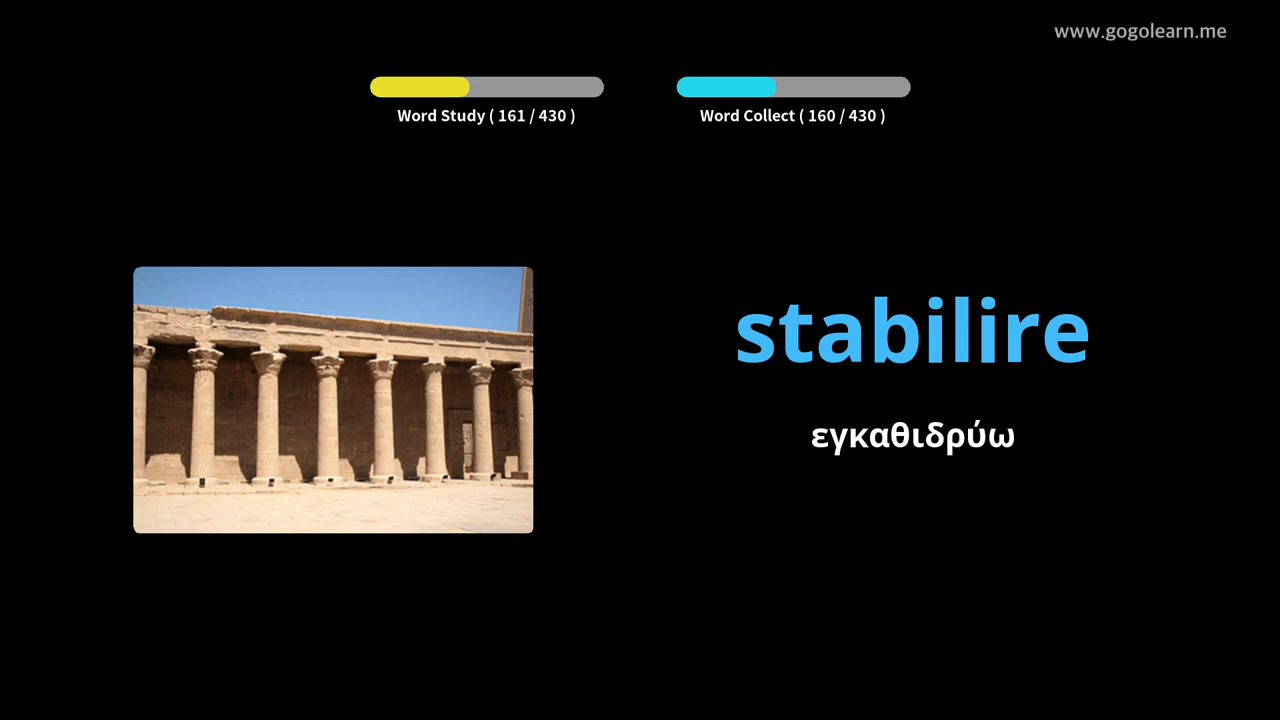 www.gogolearn.me
Word Study ( 161 / 430 )
Word Collect ( 160 / 430 )
stabilire
εγκαθιδρύω